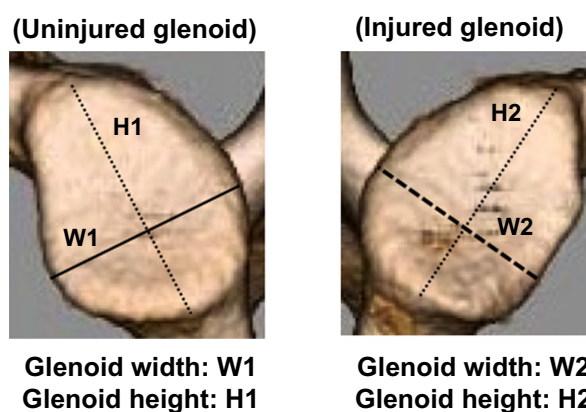 (Uninjured glenoid)
(Injured glenoid)
H1
H2
W1
W2
Glenoid width: W1
Glenoid height: H1
Glenoid width: W2
Glenoid height: H2